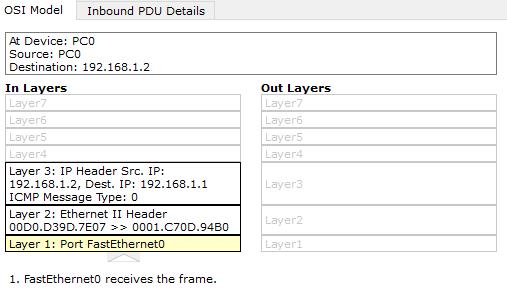 OSI Model
Inbound PDU Details
At Device: PC0
Source: PC0
Destination: 192.168.1.2
In Layers
Out Layers
Layer7
Layer7
Layer6
Layer6
Layer5
Layer5
Layer4
Layer4
Layer 3: IP Header Src. IP:
192.168.1.2, Dest. IP: 192.168.1.1
ICMP Message Type: 0
Layer3
Layer 2: Ethernet II Header
00D0.D39D.7E07 >> 0001.C70D.94B0
Layer2
Layer 1: Port FastEthernet0
Layer1
1. FastEthernet0 receives the frame.